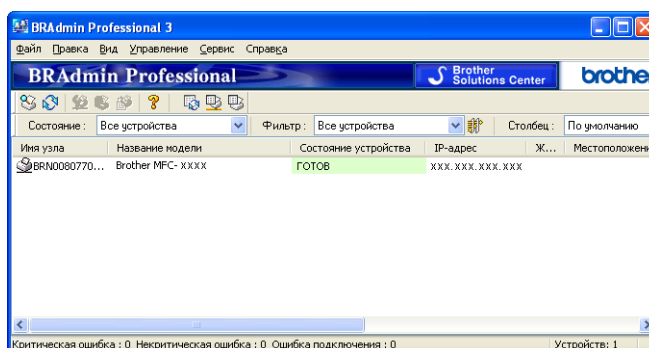 BRAdmin Professional 3
Файл Правка Вид Управление Сервис Справка
BRAdmin Professional Brother Solutions Center brothe
Состояние : Все устройства Фильтр : Все устройства Столбец : По умолчанию
Имя узла Название модели Состояние устройства IP-адрес Ж... Местоположен
BRN0080770... Brother MFC- xxxx ГОТОВ XXX.XXX.XXX.XXX
Критическая ошибка : 0 Некритическая ошибка : 0 Ошибка подключения : 0 Устройств: 1